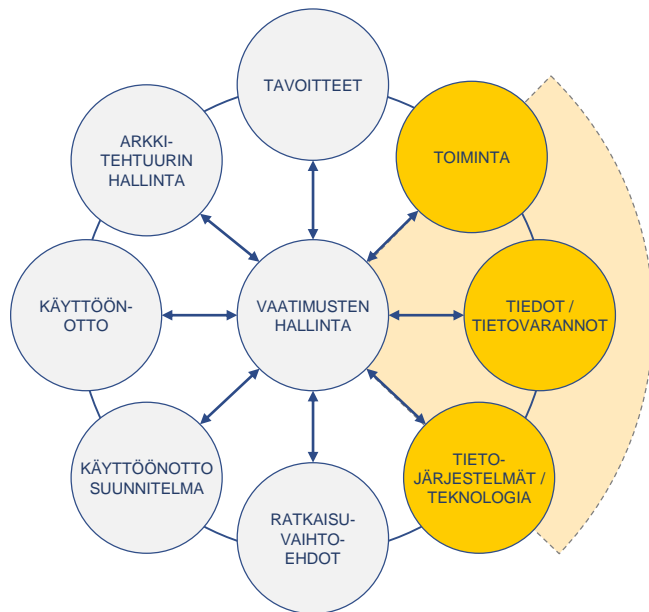 TAVOITTEET
ARKKI-
TEHTUURIN
HALLINTA
TOIMINTA
KÄYTTÖÖN-
OTTO
VAATIMUSTEN
HALLINTA
TIEDOT /
TIETOVARANNOT
KÄYTTÖÖNOTTO
SUUNNITELMA
TIETO-
JÄRJESTELMÄT /
TEKNOLOGIA
RATKAISU-
VAIHTO-
EHDOT